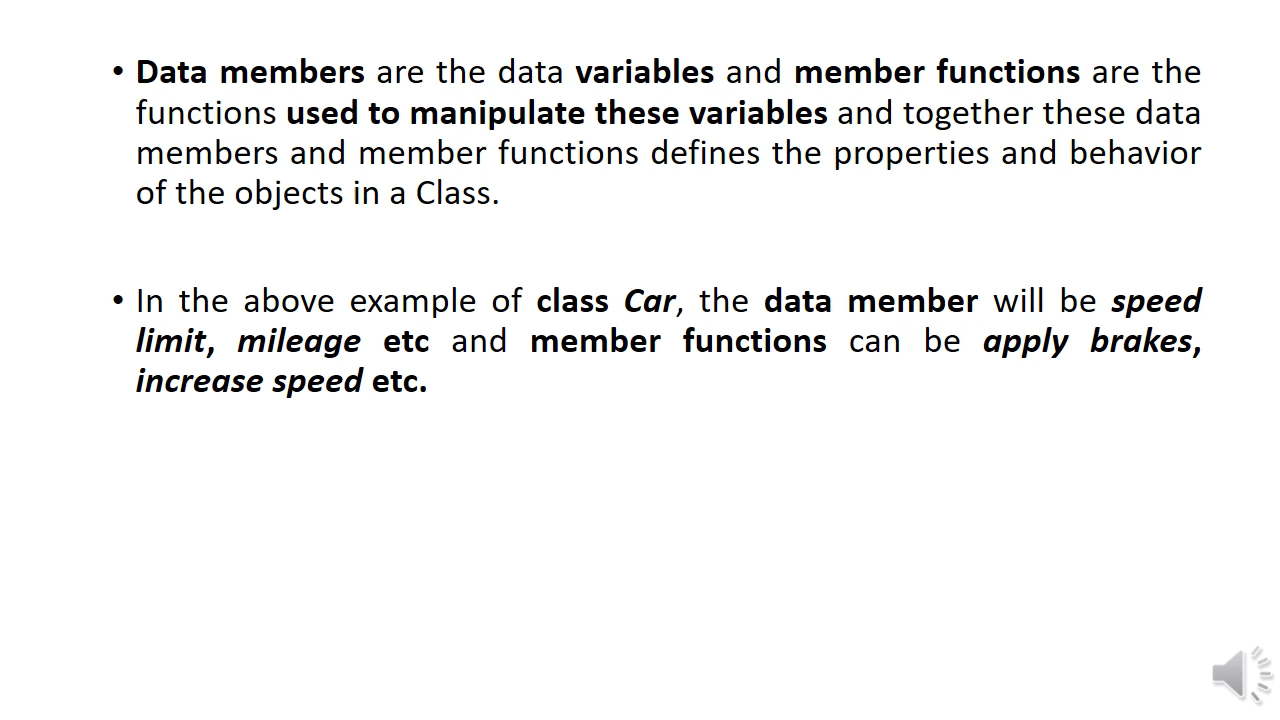 • Data members are the data variables and member functions are the
functions used to manipulate these variables and together these data
members and member functions defines the properties and behavior
of the objects in a Class.
• In the above example of class Car, the data member will be speed
limit, mileage etc and member functions can be apply brakes,
increase speed etc.